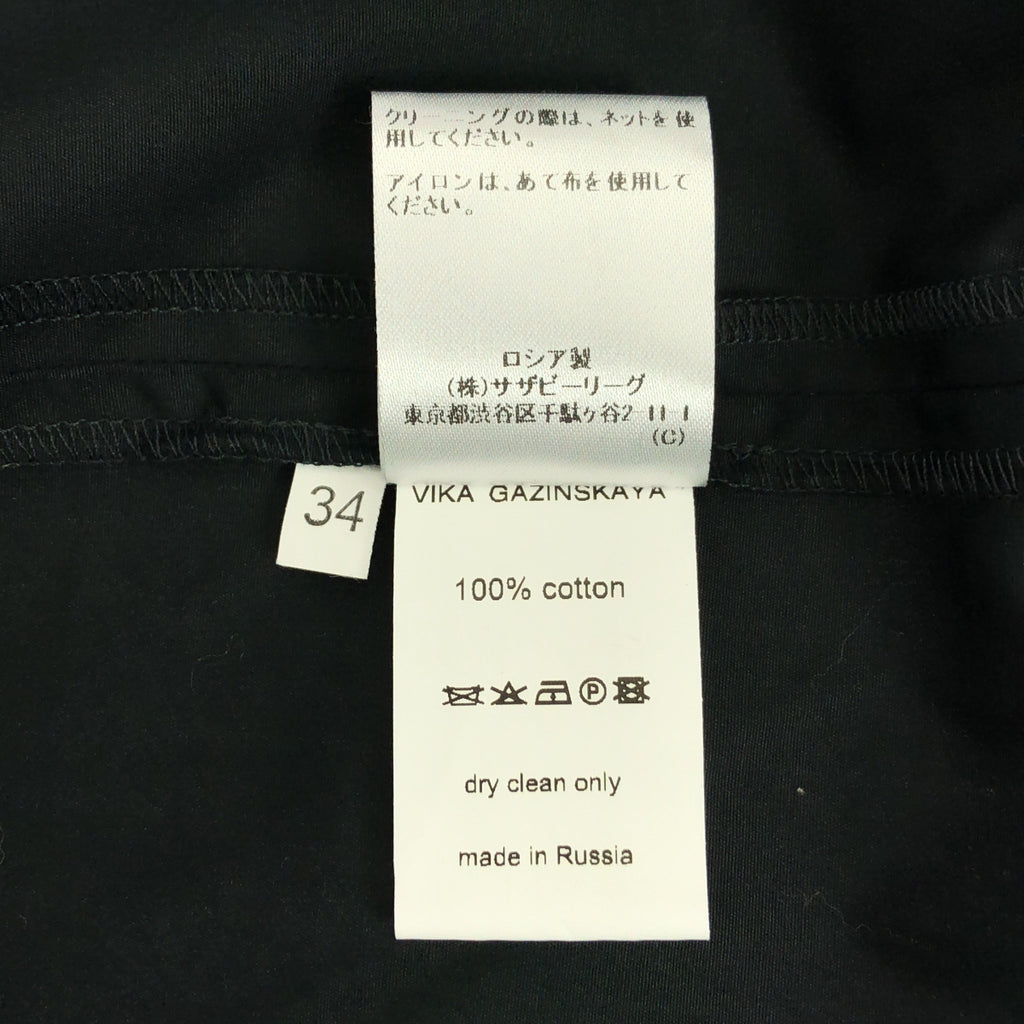 クリーニングの際は、ネットを使
用してください。
アイロンは、あて布を使用して
ください。
ロシア製
(株)サザビーリーグ
東京都渋谷区千駄ヶ谷2-11-1
(C)
34
VIKA GAZINSKAYA
100% cotton
P
dry clean only
made in Russia